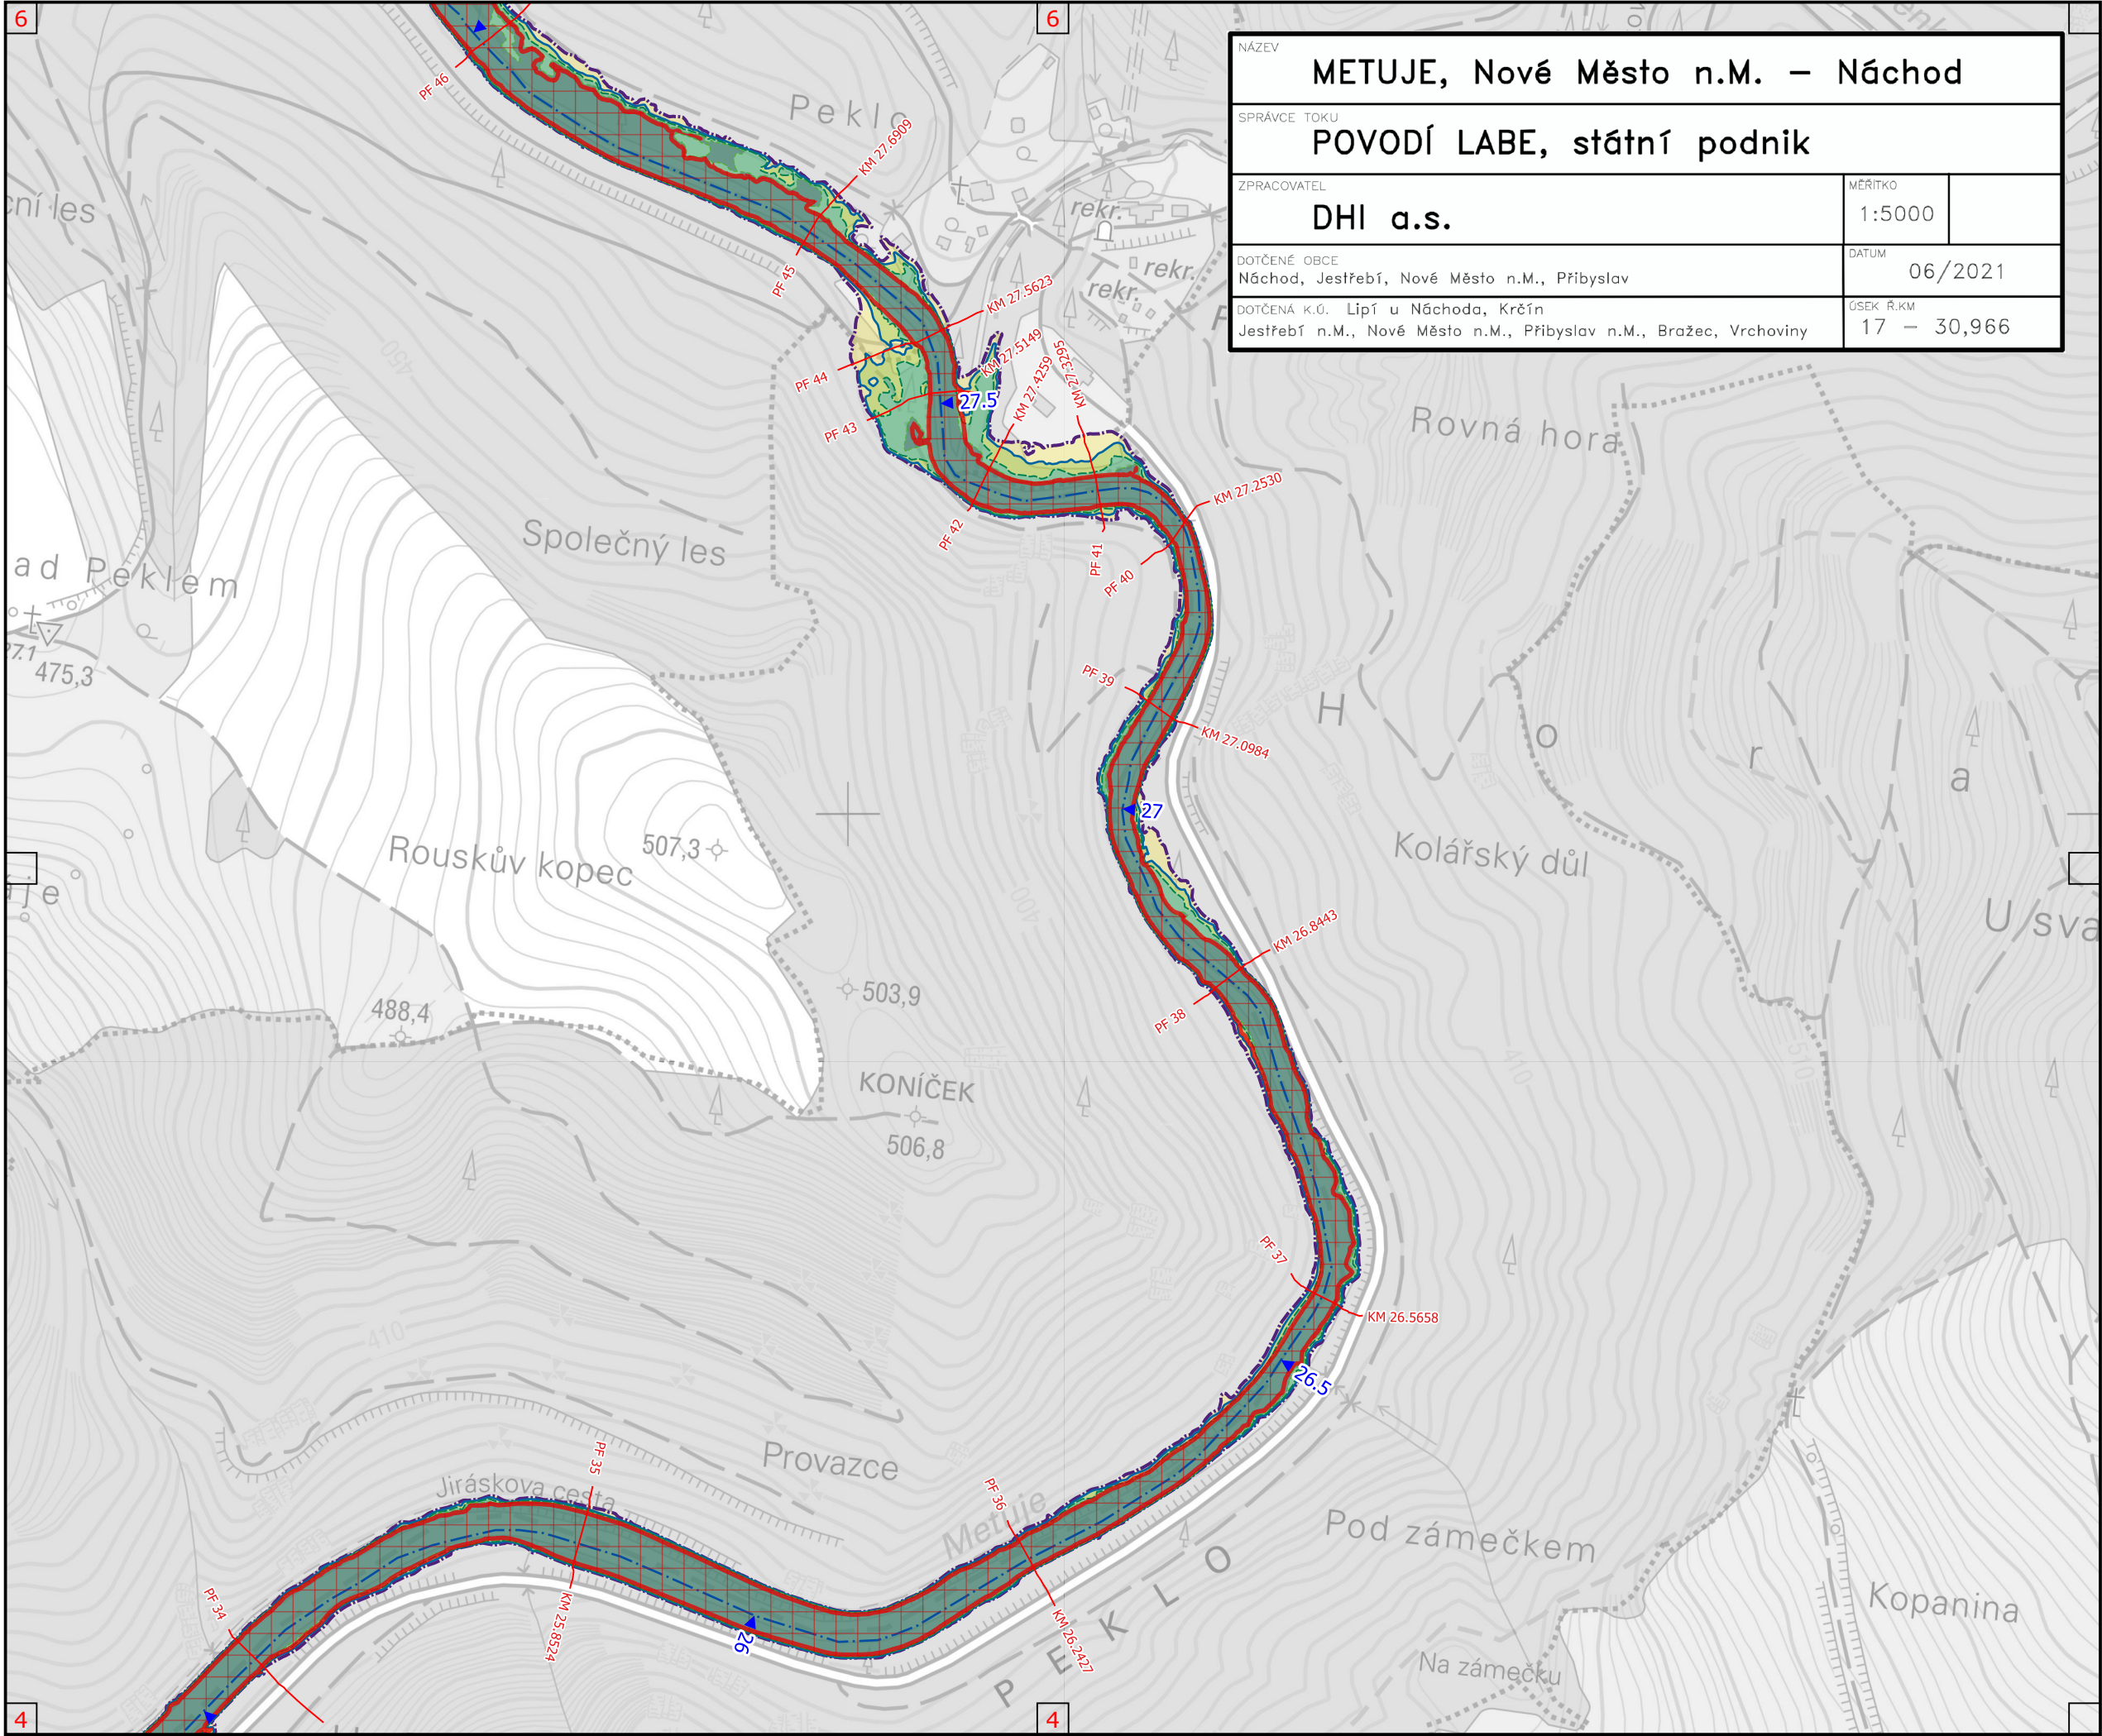 6
6
NÁZEV
METUJE, Nové Město n.M. – Náchod
SPRÁVCE TOKU
POVODÍ LABE, státní podnik
ZPRACOVATEL
DHI a.s.
MĚŘÍTKO
1:5000
DOTČENÉ OBCE
Náchod, Jestřebí, Nové Město n.M., Přibyslav
DATUM
06/2021
DOTČENÁ K.Ú. Lipí u Náchoda, Krčín
Jestřebí n.M., Nové Město n.M., Přibyslav n.M., Bražec, Vrchoviny
ÚSEK Ř.KM
17 – 30,966
PF 46
Peklo
KM 27.6909
ční les
rekr.
rekr.
rekr.
PF 45
KM 27.5623
450
KM 27.5149
KM 27.4259
KM 27.3295
PF 44
27.5
PF 43
Rovná hora
KM 27.2530
Společný les
PF 42
PF 41
PF 40
ad Peklem
475,3
PF 39
KM 27.0984
H o r a
27
Rouskův kopec
507,3
Kolářský důl
400
KM 26.8443
U sva
503,9
488,4
PF 38
KONÍČEK
506,8
PF 37
KM 26.5658
410
26.5
Provazce
PF 35
Jiráskova cesta
PF 36
Metuje
Pod zámečkem
PEKLO
PF 34
KM 25.8524
26
KM 26.2427
Kopanina
Na zámečku
4
4